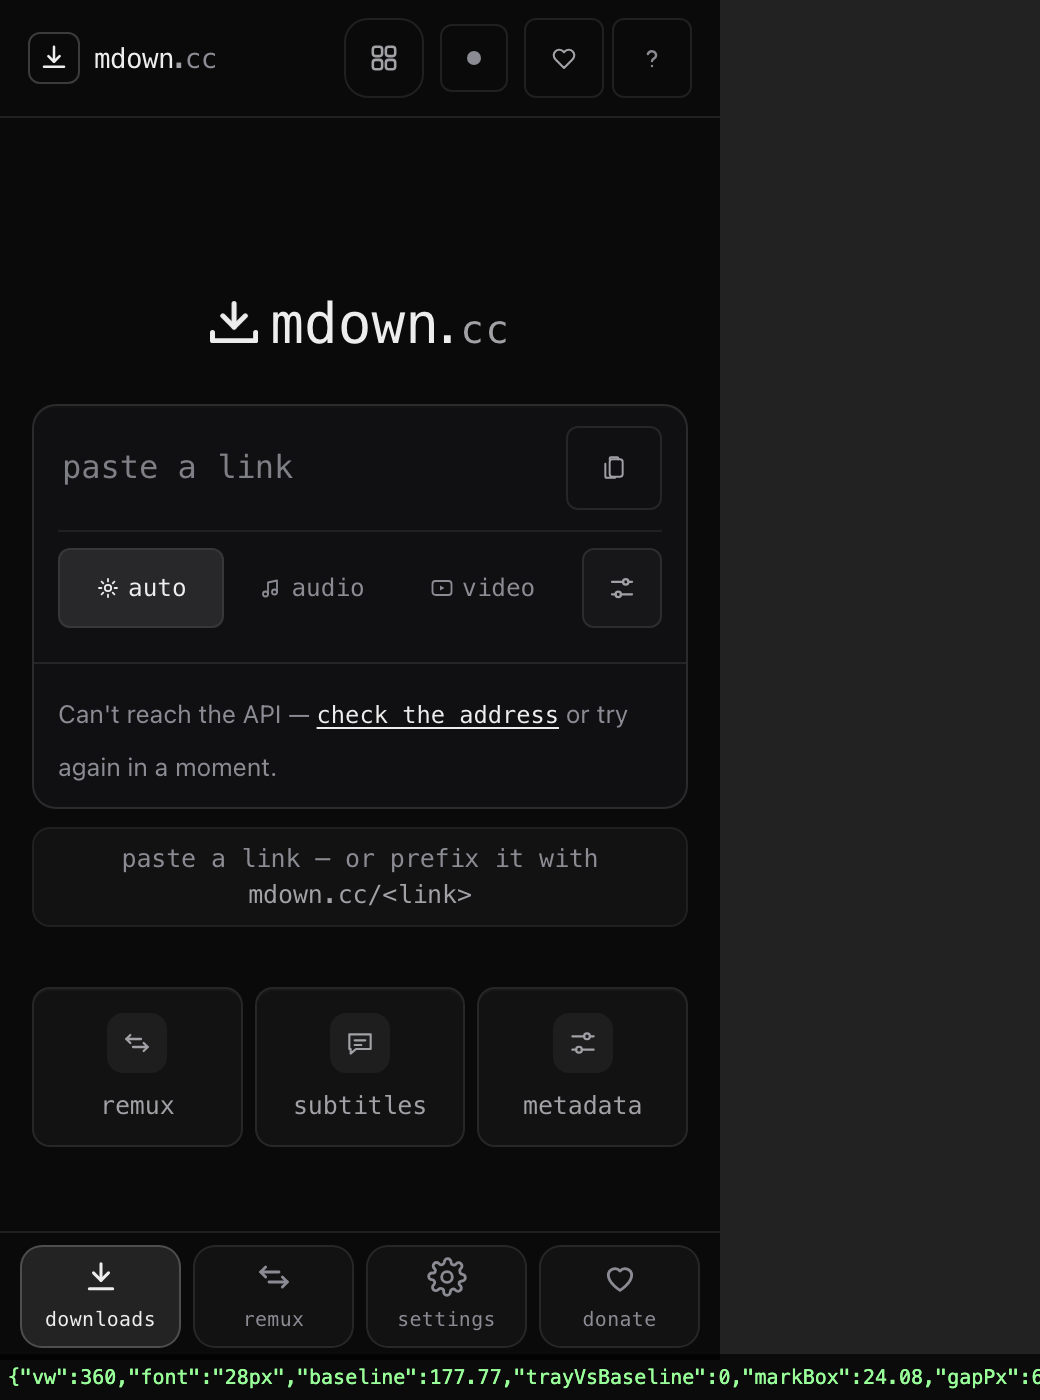 mdown.cc
?
mdown.cc
paste a link
auto audio video
Can't reach the API — check the address or try
again in a moment.
paste a link — or prefix it with
mdown.cc/<link>
remux subtitles metadata
downloads remux settings donate
{"vw":360,"font":"28px","baseline":177.77,"trayVsBaseline":0,"markBox":24.08,"gapPx":6